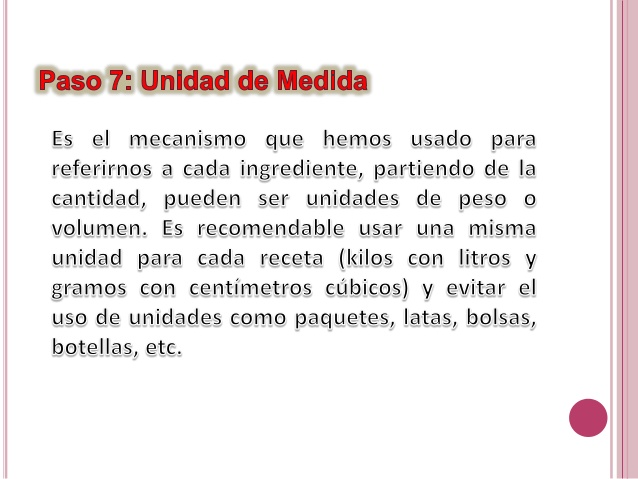 Paso 7: Unidad de Medida
Es el mecanismo que hemos usado para
referirnos a cada ingrediente, partiendo de la
cantidad, pueden ser unidades de peso o
volumen. Es recomendable usar una misma
unidad para cada receta (kilos con litros y
gramos con centímetros cúbicos) y evitar el
uso de unidades como paquetes, latas, bolsas,
botellas, etc.